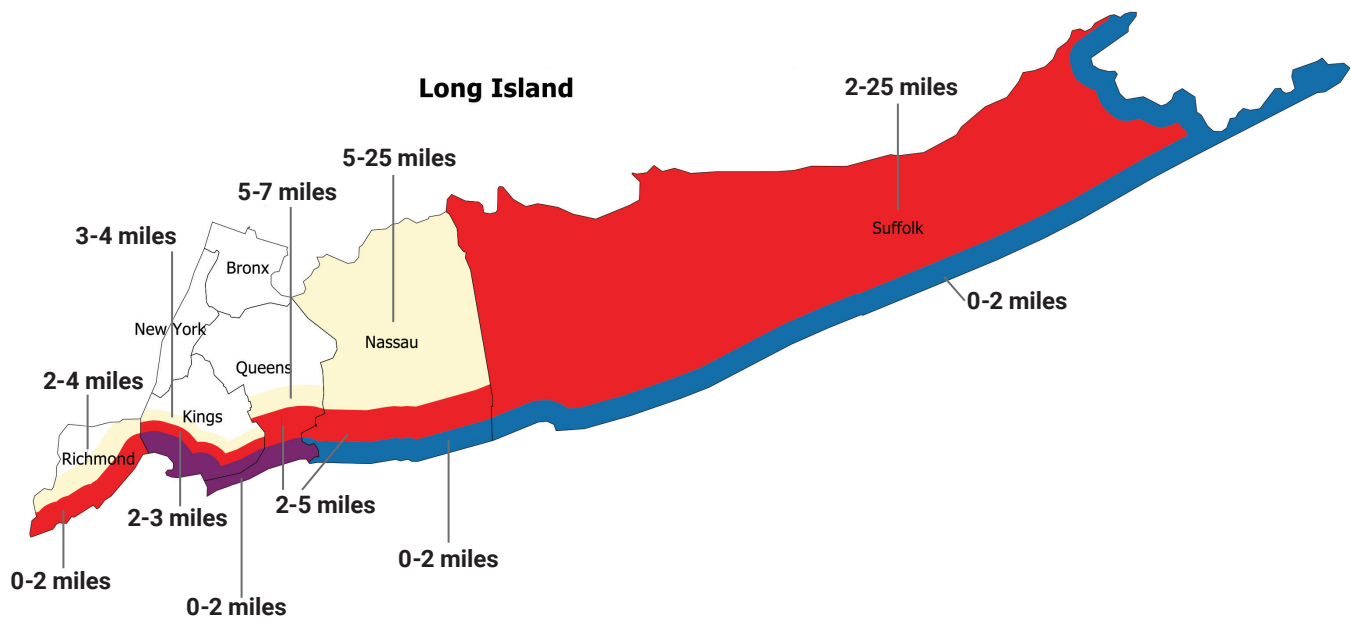 Long Island
2-25 miles
5-25 miles
5-7 miles
3-4 miles
Suffolk
Bronx
0-2 miles
New York
Nassau
Queens
2-4 miles
Kings
Richmond
2-5 miles
2-3 miles
0-2 miles
0-2 miles
0-2 miles